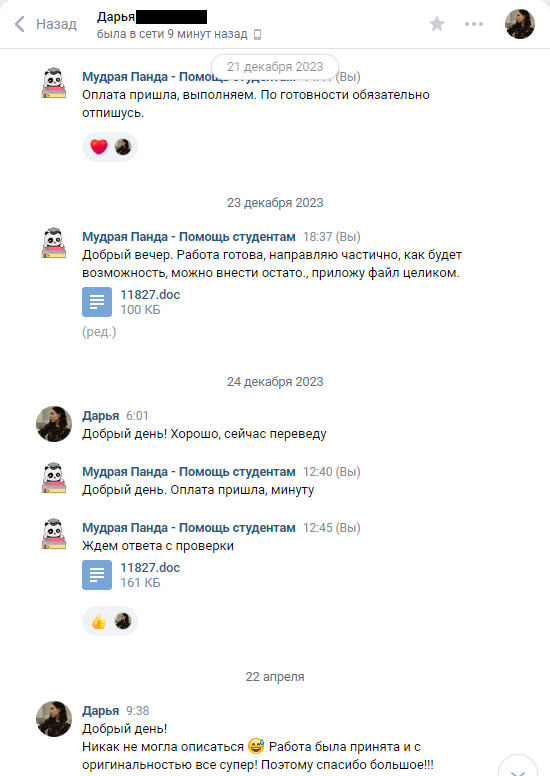 Назад
Дарья
была в сети 9 минут назад
21 декабря 2023
Мудрая Панда - Помощь студентам (Вы)
Оплата пришла, выполняем. По готовности обязательно
отпишусь.
23 декабря 2023
Мудрая Панда - Помощь студентам 18:37 (Вы)
Добрый вечер. Работа готова, направляю частично, как будет
возможность, можно внести остато., приложу файл целиком.
11827.doc
100 КБ
(ред.)
24 декабря 2023
Дарья 6:01
Добрый день! Хорошо, сейчас переведу
Мудрая Панда - Помощь студентам 12:40 (Вы)
Добрый день. Оплата пришла, минуту
Мудрая Панда - Помощь студентам 12:45 (Вы)
Ждем ответа с проверки
11827.doc
161 КБ
22 апреля
Дарья 9:38
Добрый день!
Никак не могла описаться 😅 Работа была принята и с
оригинальностью все супер! Поэтому спасибо большое!!!